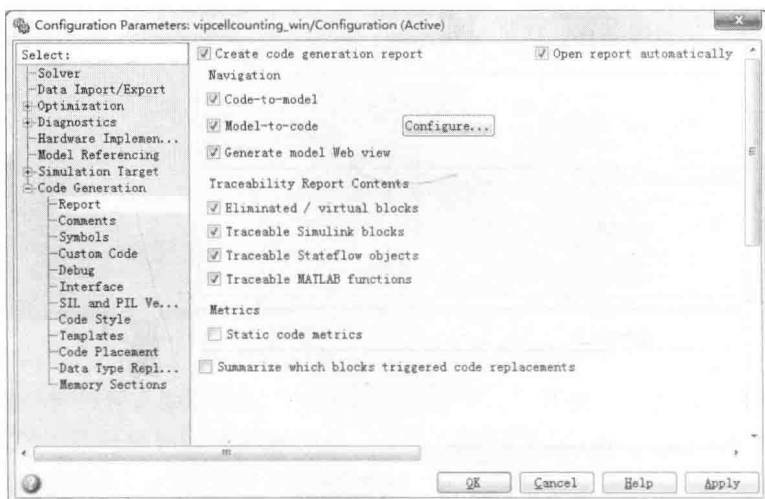 Configuration Parameters: vipcellcounting_win/Configuration (Active)
Select:
Solver
Data Import/Export
Optimization
Diagnostics
Hardware Implemen...
Model Referencing
Simulation Target
Code Generation
Report
Comments
Symbols
Custom Code
Debug
Interface
SIL and PIL Ve...
Code Style
Templates
Code Placement
Data Type Repl...
Memory Sections
Create code generation report
Open report automatically
Navigation
Code-to-model
Model-to-code
Configure...
Generate model Web view
Traceability Report Contents
Eliminated / virtual blocks
Traceable Simulink blocks
Traceable Stateflow objects
Traceable MATLAB functions
Metrics
Static code metrics
Summarize which blocks triggered code replacements
OK
Cancel
Help
Apply